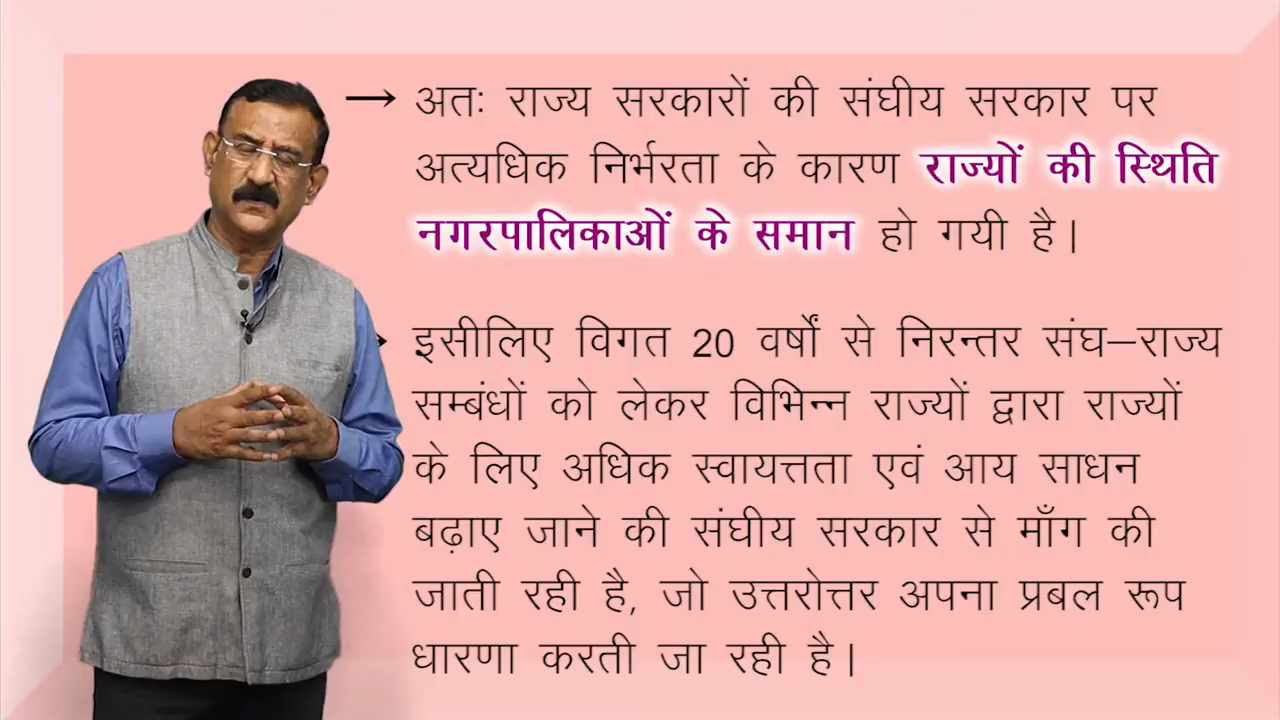 → अतः राज्य सरकारों की संघीय सरकार पर
अत्यधिक निर्भरता के कारण राज्यों की स्थिति
नगरपालिकाओं के समान हो गयी है।
इसीलिए विगत 20 वर्षों से निरन्तर संघ–राज्य
सम्बंधों को लेकर विभिन्न राज्यों द्वारा राज्यों
के लिए अधिक स्वायत्तता एवं आय साधन
बढ़ाए जाने की संघीय सरकार से माँग की
जाती रही है, जो उत्तरोत्तर अपना प्रबल रूप
धारणा करती जा रही है।